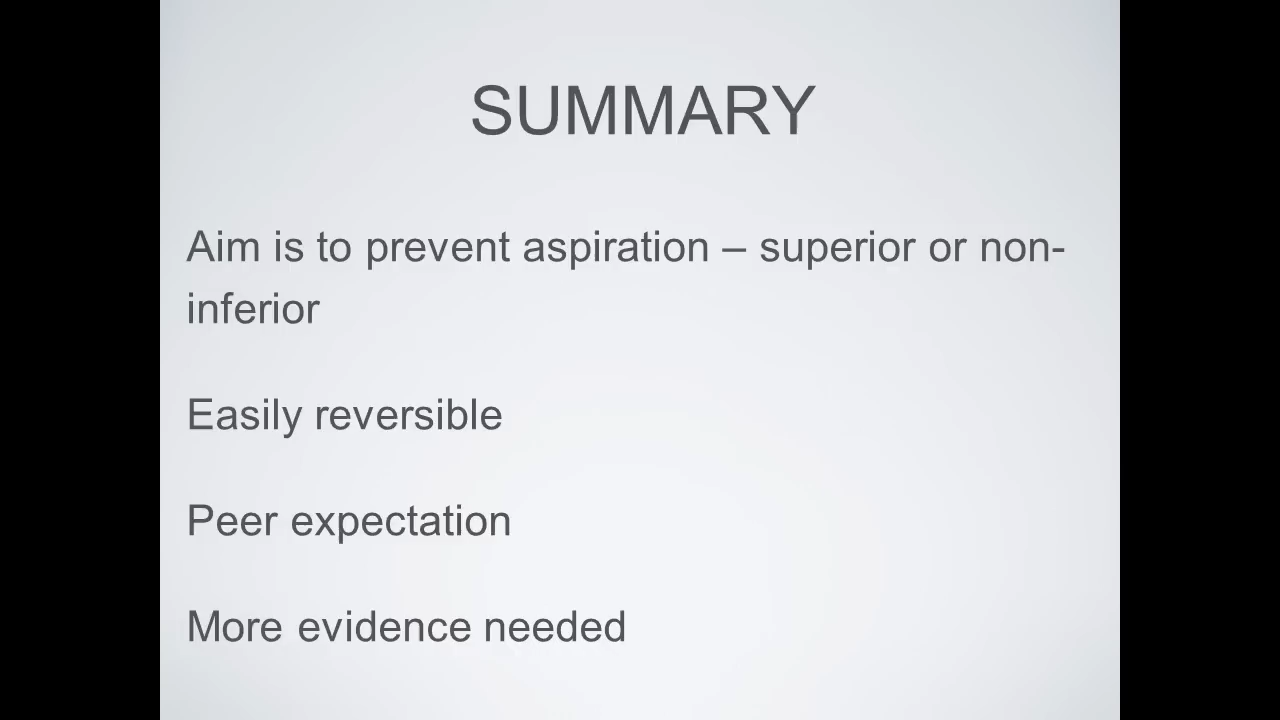 SUMMARY
Aim is to prevent aspiration – superior or non-
inferior
Easily reversible
Peer expectation
More evidence needed